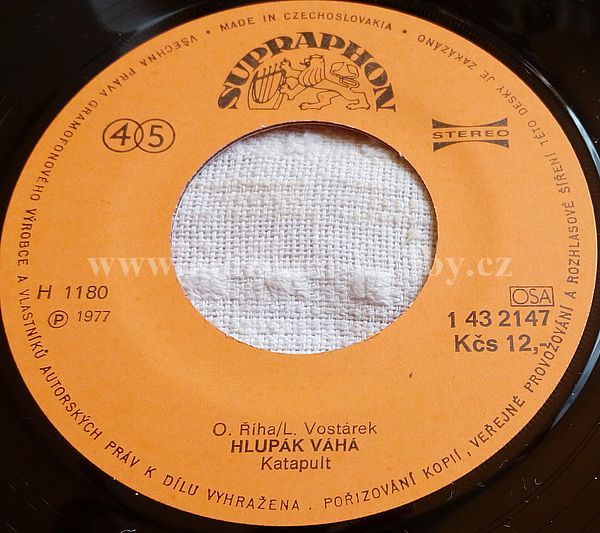 VŠECHNA PRÁVA GRAMOFONOVÉHO VÝROBCE A VLASTNÍKŮ AUTORSKÝCH PRÁV K DÍLU VYHRAŽENA. POŘIZOVÁNÍ KOPIÍ, VEŘEJNÉ PROVOZOVÁNÍ A ROZHLASOVÉ ŠÍŘENÍ TÉTO DESKY JE ZAKÁZÁNO • MADE IN CZECHOSLOVAKIA •
SUPRAPHON
45
STEREO
H 1180
OSA
℗ 1977
1 43 2147
Kčs 12,-
O. Říha/L. Vostárek
HLUPÁK VÁHÁ
Katapult